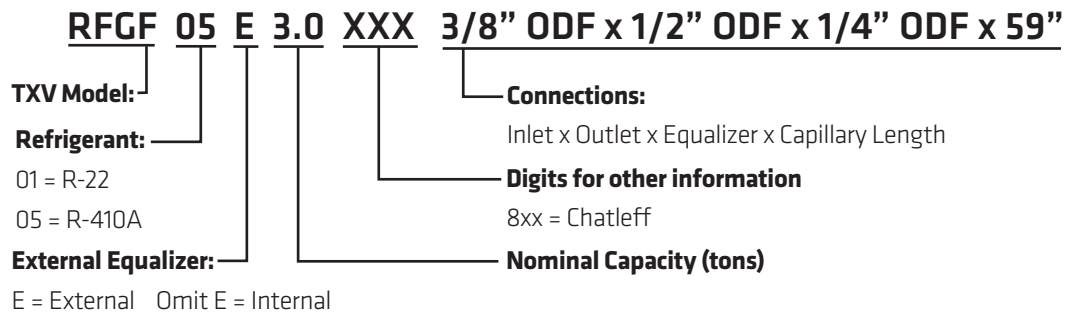 RFGF 05 E 3.0 XXX 3/8” ODF x 1/2” ODF x 1/4” ODF x 59”
TXV Model:
Refrigerant:
01 = R-22
05 = R-410A
External Equalizer:
E = External Omit E = Internal
Connections:
Inlet x Outlet x Equalizer x Capillary Length
Digits for other information
8xx = Chatleff
Nominal Capacity (tons)